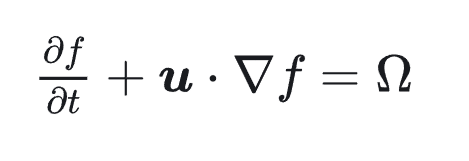 ∂f/∂t + 𝒖 · ∇f = Ω